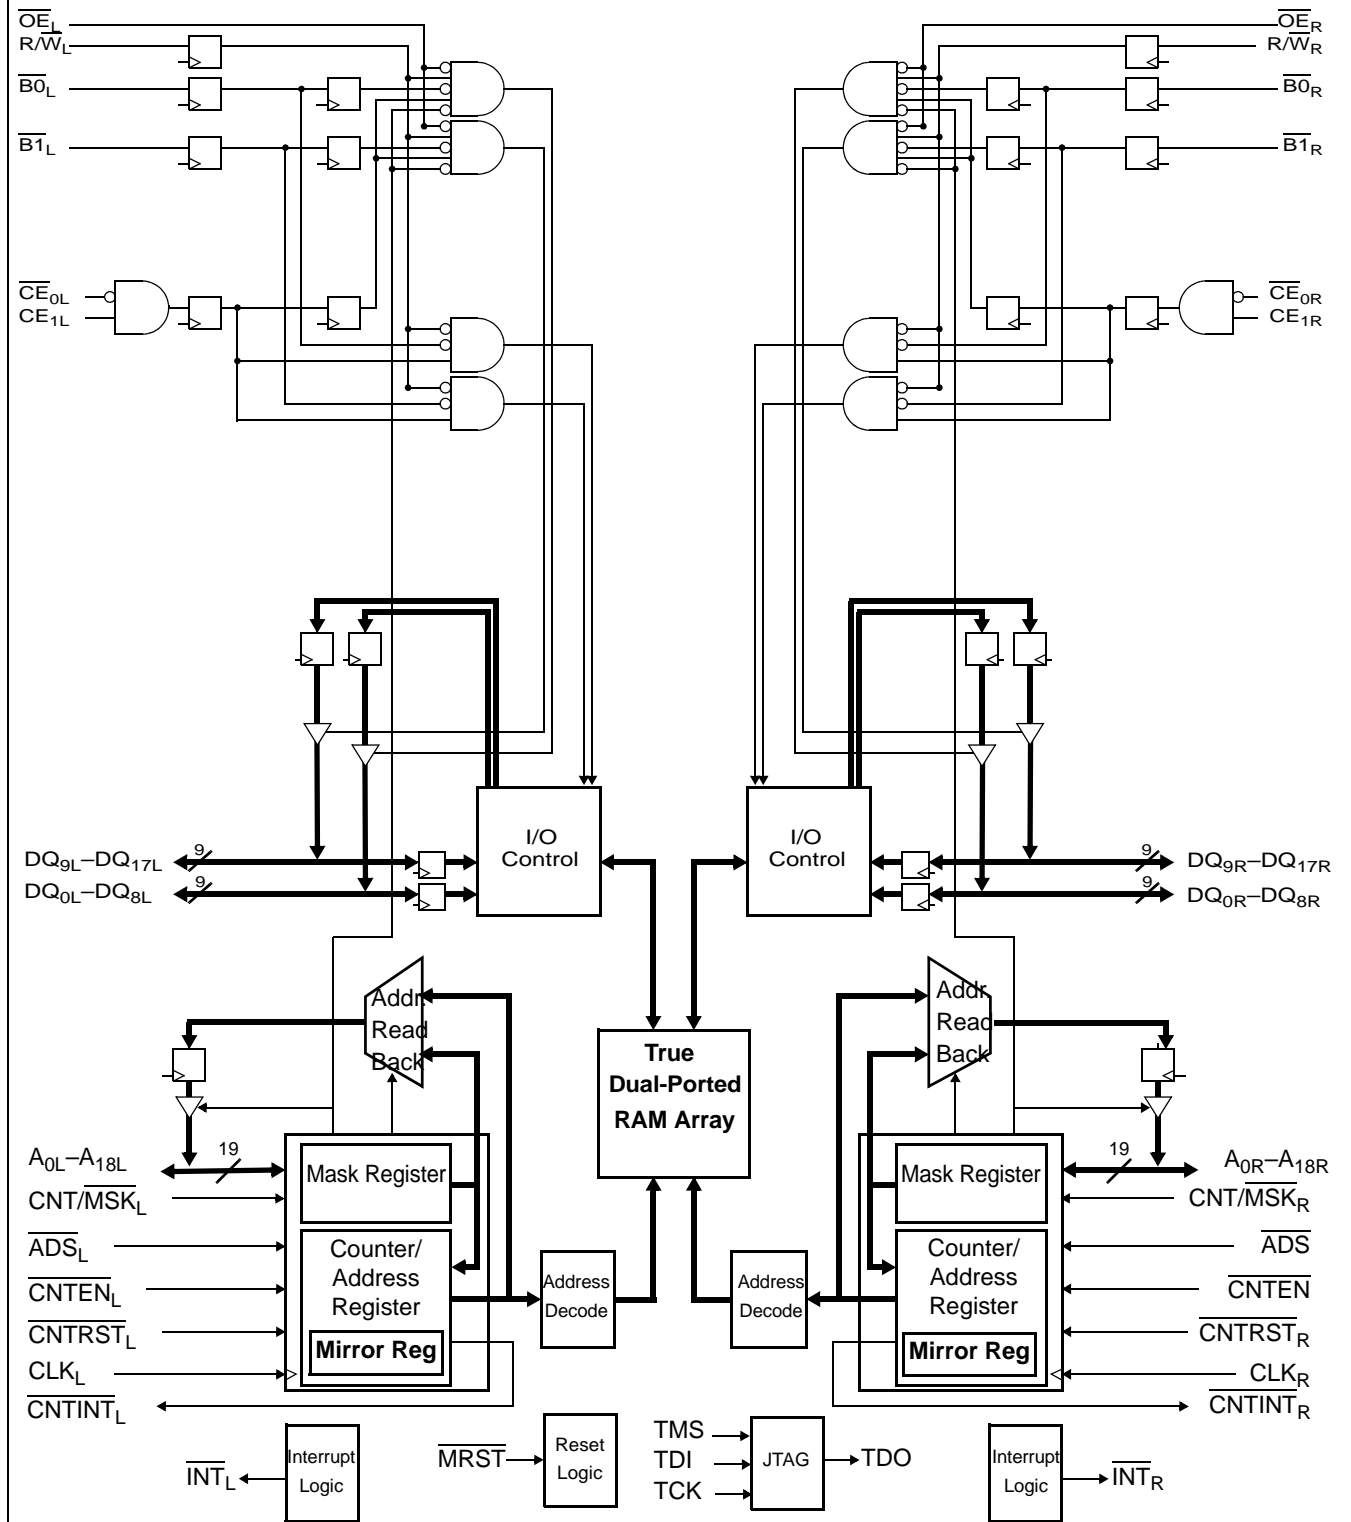 OE_L
R/W_L
B0_L
B1_L
CE_0L
CE_1L
OE_R
R/W_R
B0_R
B1_R
CE_0R
CE_1R
I/O
Control
DQ_9L–DQ_17L 9
DQ_0L–DQ_8L 9
I/O
Control
9 DQ_9R–DQ_17R
9 DQ_0R–DQ_8R
Addr.
Read
Back
True
Dual-Ported
RAM Array
Addr.
Read
Back
A_0L–A_18L 19
CNT/MSK_L
ADS_L
CNTEN_L
CNTRST_L
CLK_L
CNTINT_L
Mask Register
Counter/
Address
Register
Mirror Reg
Address
Decode
Address
Decode
Mask Register
Counter/
Address
Register
Mirror Reg
19 A_0R–A_18R
CNT/MSK_R
ADS
CNTEN
CNTRST_R
CLK_R
CNTINT_R
Interrupt
Logic
INT_L
MRST
Reset
Logic
TMS
TDI
TCK
JTAG
TDO
Interrupt
Logic
INT_R